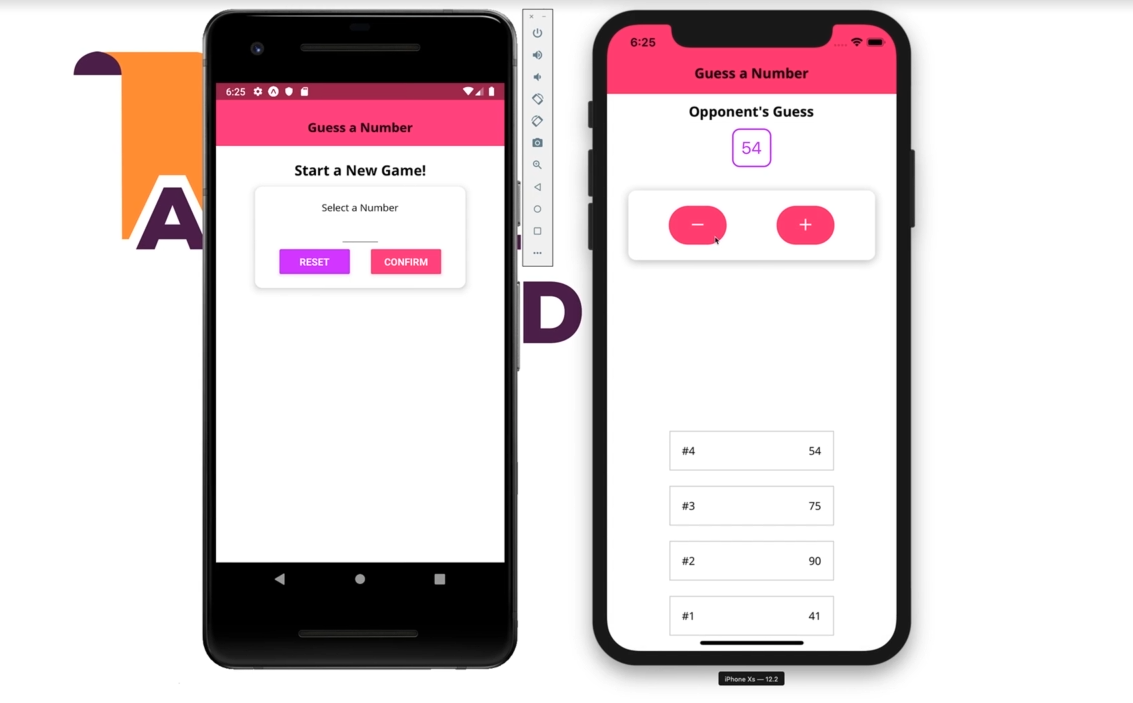 6:25
Guess a Number
Start a New Game!
Select a Number
RESET
CONFIRM
A
D
6:25
Guess a Number
Opponent's Guess
54
#4 54
#3 75
#2 90
#1 41
iPhone Xs — 12.2